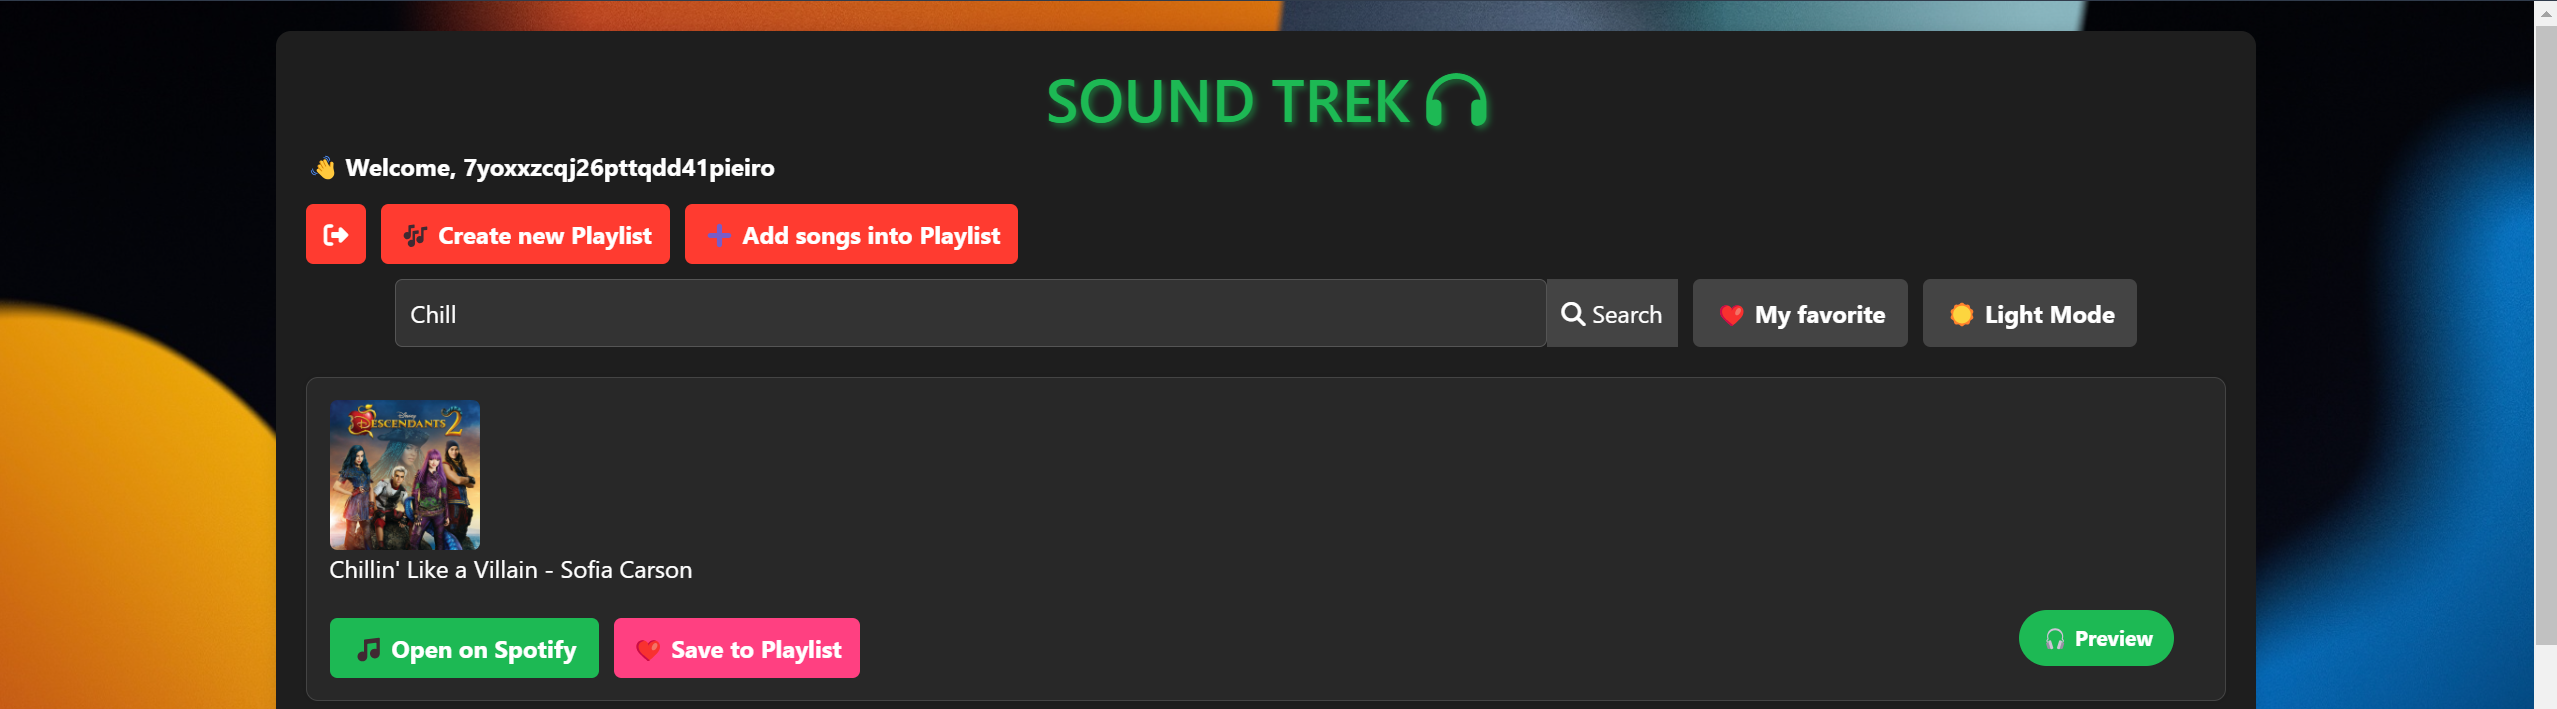 SOUND TREK
Welcome, 7yoxxzcqj26pttqdd41pieiro
Create new Playlist
Add songs into Playlist
Chill
Search
My favorite
Light Mode
Disney
DESCENDANTS 2
Chillin' Like a Villain - Sofia Carson
Open on Spotify
Save to Playlist
Preview